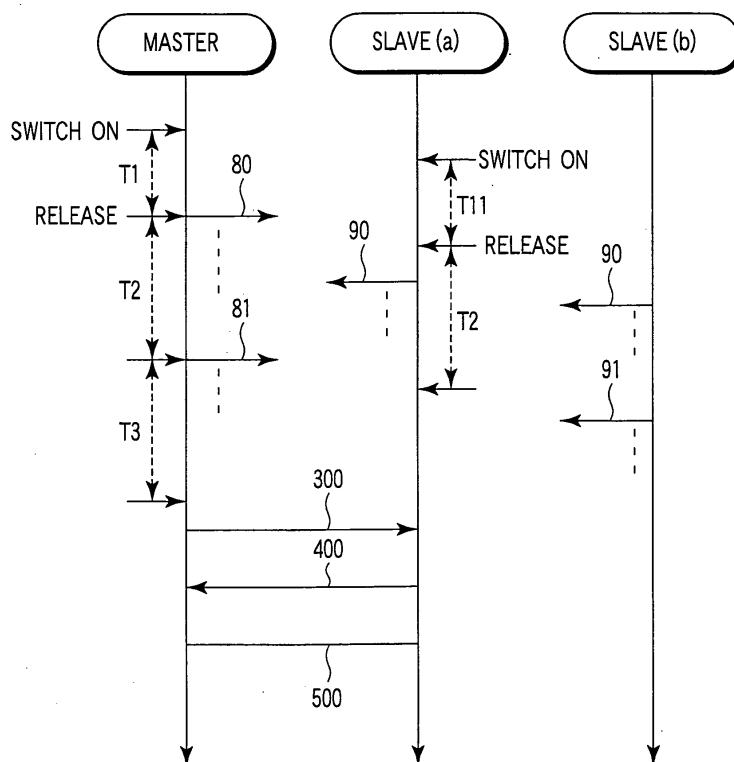 MASTER
SLAVE (a)
SLAVE (b)
SWITCH ON
SWITCH ON
T1
80
T11
RELEASE
RELEASE
90
90
T2
T2
81
91
T3
300
400
500